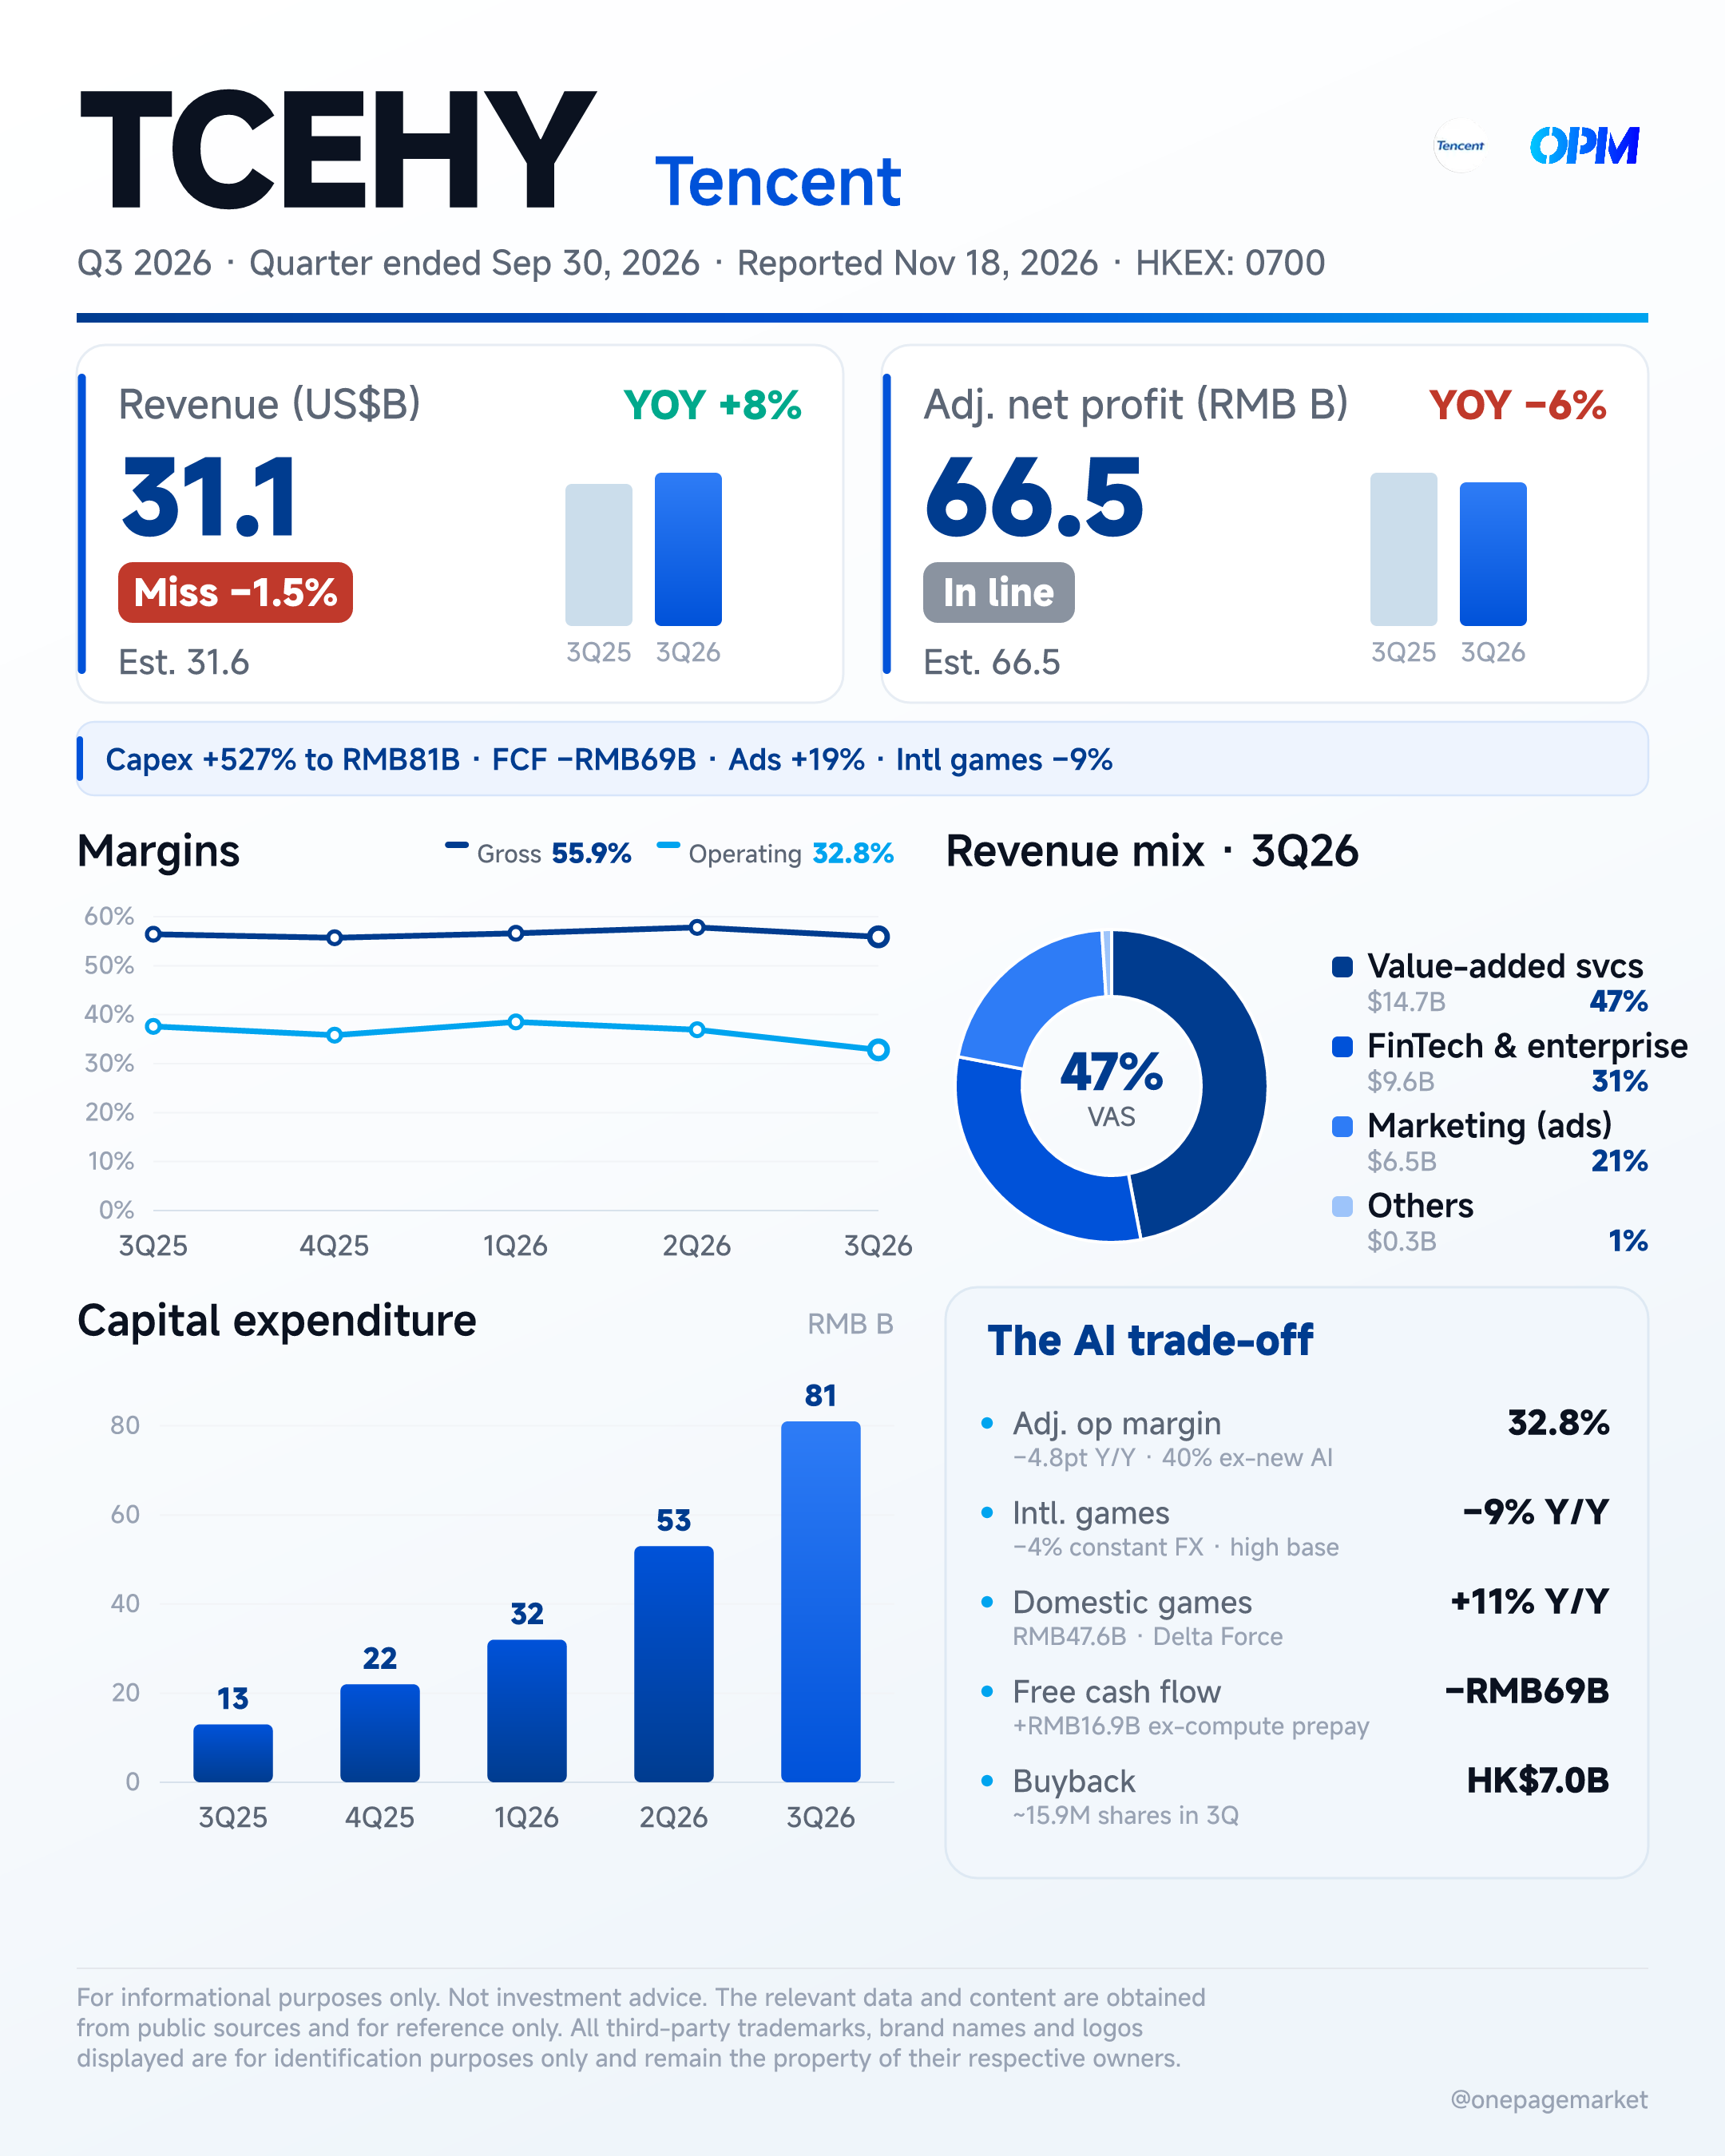 TCEHY Tencent
Tencent OPM
Q3 2026 · Quarter ended Sep 30, 2026 · Reported Nov 18, 2026 · HKEX: 0700
Revenue (US$B) YOY +8%
31.1
Miss −1.5%
Est. 31.6
3Q25 3Q26
Adj. net profit (RMB B) YOY −6%
66.5
In line
Est. 66.5
3Q25 3Q26
Capex +527% to RMB81B · FCF −RMB69B · Ads +19% · Intl games −9%
Margins
Gross 55.9% Operating 32.8%
60%
50%
40%
30%
20%
10%
0%
3Q25 4Q25 1Q26 2Q26 3Q26
Revenue mix · 3Q26
47%
VAS
Value-added svcs
$14.7B 47%
FinTech & enterprise
$9.6B 31%
Marketing (ads)
$6.5B 21%
Others
$0.3B 1%
Capital expenditure RMB B
80
60
40
20
0
13
22
32
53
81
3Q25 4Q25 1Q26 2Q26 3Q26
The AI trade-off
Adj. op margin 32.8%
−4.8pt Y/Y · 40% ex-new AI
Intl. games −9% Y/Y
−4% constant FX · high base
Domestic games +11% Y/Y
RMB47.6B · Delta Force
Free cash flow −RMB69B
+RMB16.9B ex-compute prepay
Buyback HK$7.0B
~15.9M shares in 3Q
For informational purposes only. Not investment advice. The relevant data and content are obtained
from public sources and for reference only. All third-party trademarks, brand names and logos
displayed are for identification purposes only and remain the property of their respective owners.
@onepagemarket